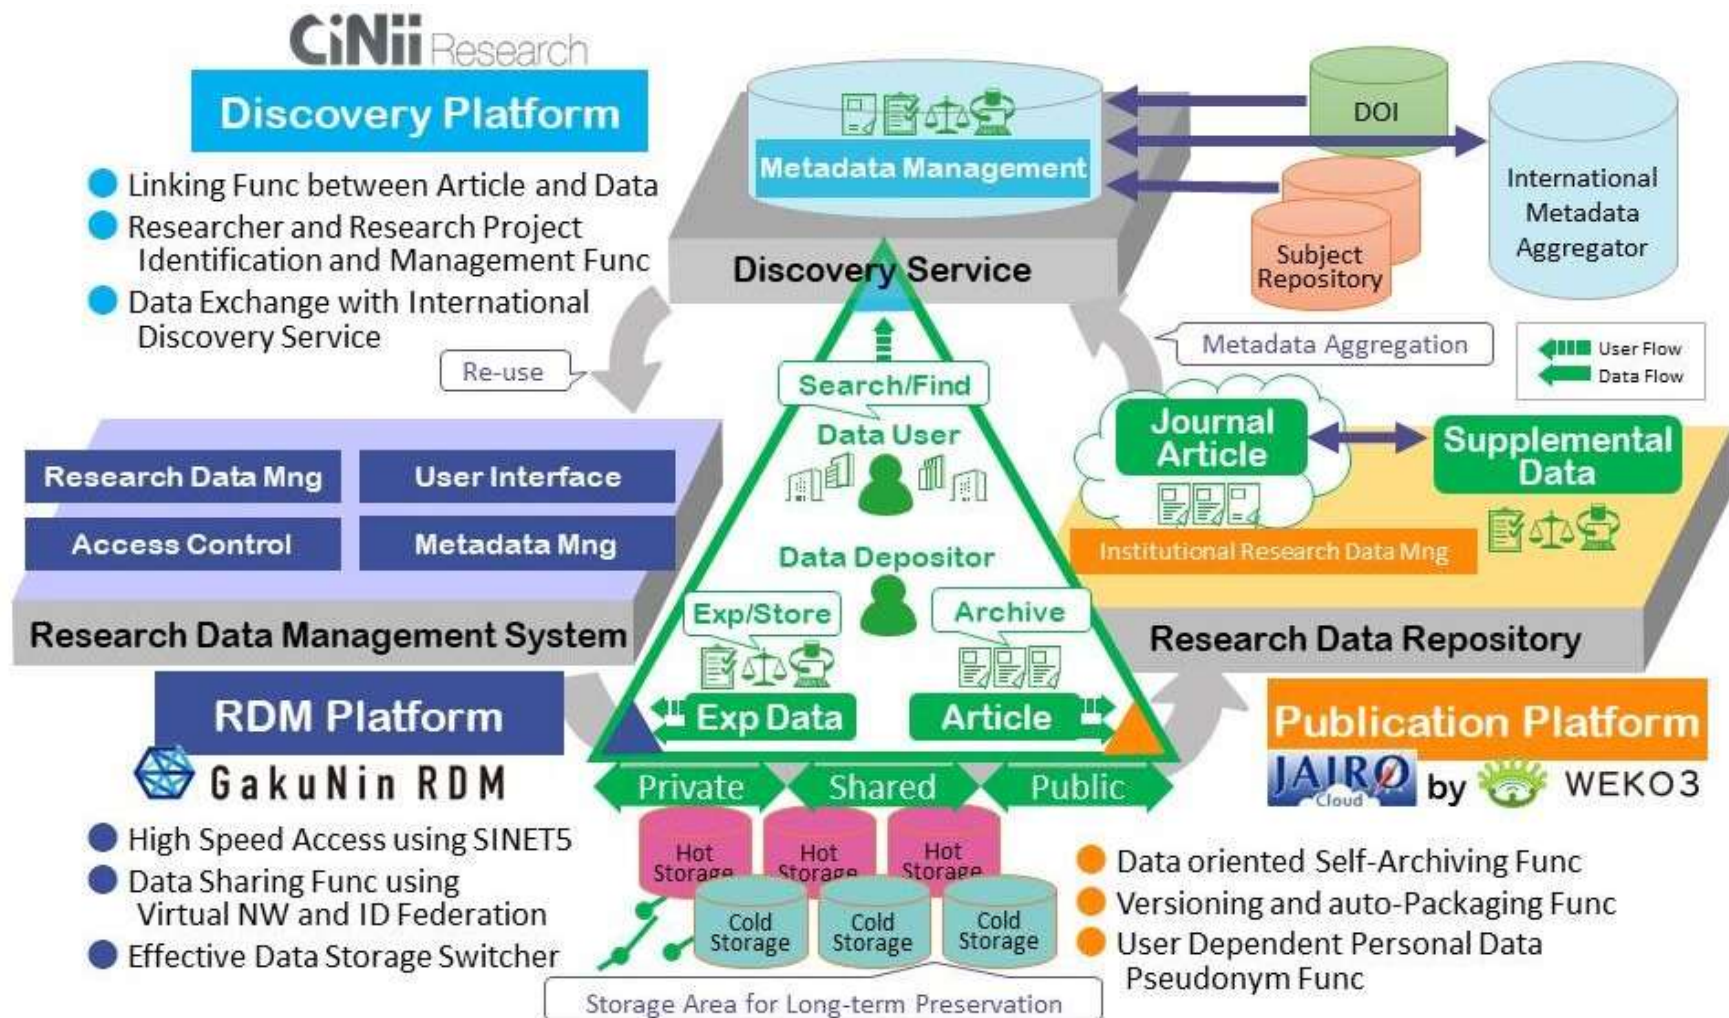 CiNii Research
Discovery Platform
Linking Func between Article and Data
Researcher and Research Project
Identification and Management Func
Data Exchange with International
Discovery Service
Metadata Management
Discovery Service
DOI
Subject
Repository
International
Metadata
Aggregator
Re-use
Metadata Aggregation
User Flow
Data Flow
Search/Find
Data User
Data Depositor
Exp/Store
Archive
Exp Data
Article
Research Data Mng
User Interface
Access Control
Metadata Mng
Research Data Management System
Journal
Article
Supplemental
Data
Institutional Research Data Mng
Research Data Repository
RDM Platform
GakuNin RDM
High Speed Access using SINET5
Data Sharing Func using
Virtual NW and ID Federation
Effective Data Storage Switcher
Private
Shared
Public
Hot
Storage
Hot
Storage
Hot
Storage
Cold
Storage
Cold
Storage
Cold
Storage
Storage Area for Long-term Preservation
Publication Platform
JAIRO
Cloud
by
WEKO3
Data oriented Self-Archiving Func
Versioning and auto-Packaging Func
User Dependent Personal Data
Pseudonym Func